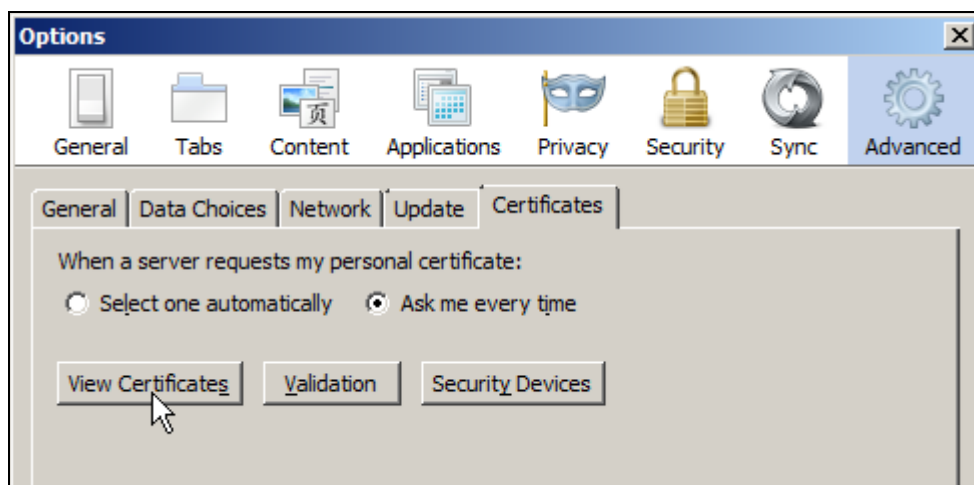 Options
页
General Tabs Content Applications Privacy Security Sync Advanced
General Data Choices Network Update Certificates
When a server requests my personal certificate:
Select one automatically Ask me every time
View Certificates Validation Security Devices